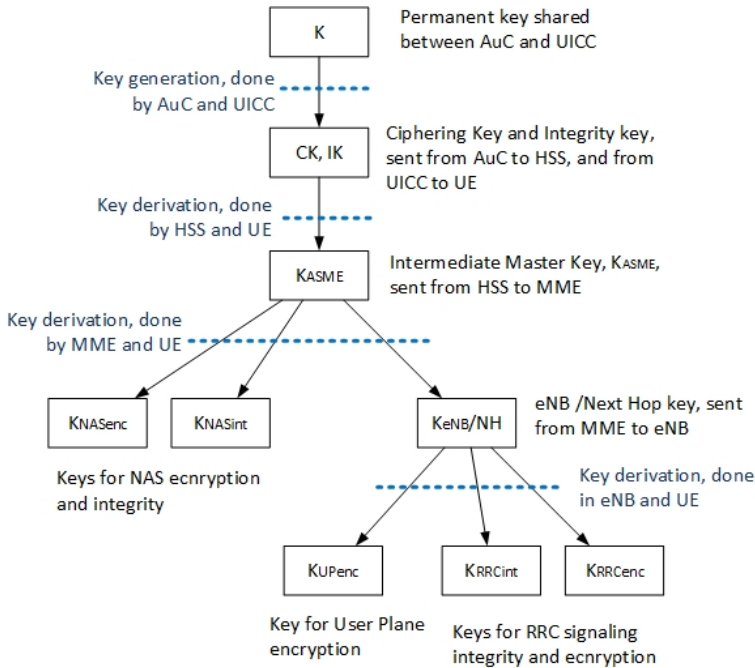 K
Permanent key shared
between AuC and UICC
Key generation, done
by AuC and UICC
CK, IK
Ciphering Key and Integrity key,
sent from AuC to HSS, and from
UICC to UE
Key derivation, done
by HSS and UE
KASME
Intermediate Master Key, KASME,
sent from HSS to MME
Key derivation, done
by MME and UE
KNASenc
KNASint
KeNB/NH
eNB /Next Hop key, sent
from MME to eNB
Keys for NAS ecnryption
and integrity
Key derivation, done
in eNB and UE
KUPenc
KRRCint
KRRCenc
Key for User Plane
encryption
Keys for RRC signaling
integrity and ecnryption